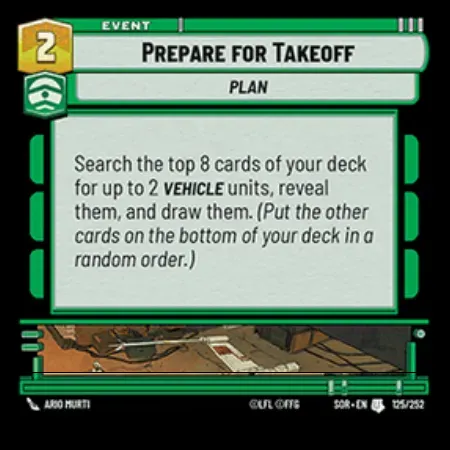 EVENT
2
PREPARE FOR TAKEOFF
PLAN
Search the top 8 cards of your deck
for up to 2 VEHICLE units, reveal
them, and draw them. (Put the other
cards on the bottom of your deck in a
random order.)
ARIO MURTI
©LFL ©FFG
SOR • EN
125/252